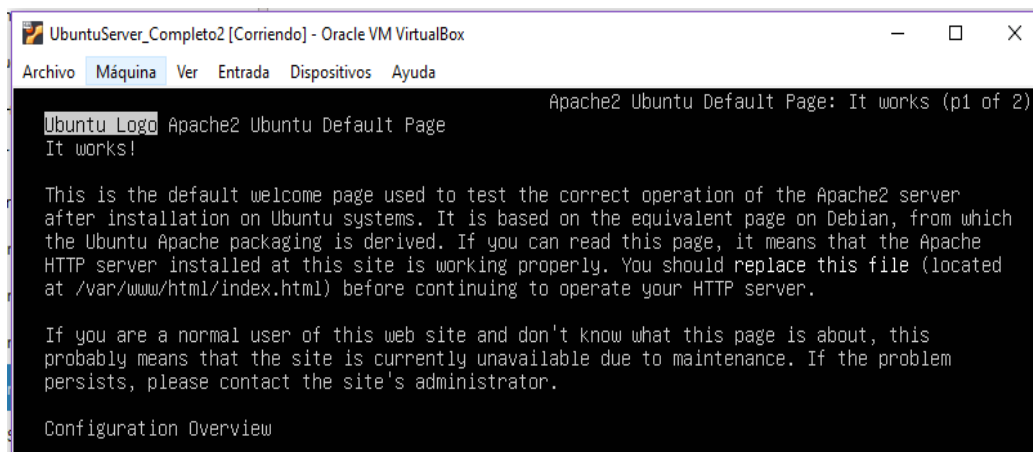 UbuntuServer_Completo2 [Corriendo] - Oracle VM VirtualBox
Archivo Máquina Ver Entrada Dispositivos Ayuda
Apache2 Ubuntu Default Page: It works (p1 of 2)
Ubuntu Logo Apache2 Ubuntu Default Page
It works!
This is the default welcome page used to test the correct operation of the Apache2 server
after installation on Ubuntu systems. It is based on the equivalent page on Debian, from which
the Ubuntu Apache packaging is derived. If you can read this page, it means that the Apache
HTTP server installed at this site is working properly. You should replace this file (located
at /var/www/html/index.html) before continuing to operate your HTTP server.
If you are a normal user of this web site and don't know what this page is about, this
probably means that the site is currently unavailable due to maintenance. If the problem
persists, please contact the site's administrator.
Configuration Overview